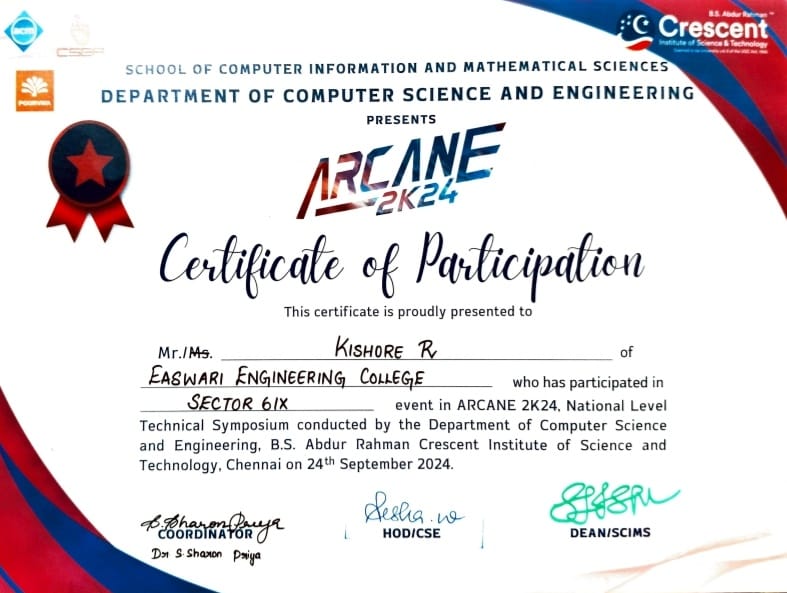 acm
CSEA
POURVIKA
B.S. Abdur Rahman
Crescent
Institute of Science & Technology
SCHOOL OF COMPUTER INFORMATION AND MATHEMATICAL SCIENCES
DEPARTMENT OF COMPUTER SCIENCE AND ENGINEERING
PRESENTS
ARCANE
2K24
Certificate of Participation
This certificate is proudly presented to
Mr./Ms. KISHORE R of
EASWARI ENGINEERING COLLEGE who has participated in
SECTOR 6IX event in ARCANE 2K24, National Level
Technical Symposium conducted by the Department of Computer Science
and Engineering, B.S. Abdur Rahman Crescent Institute of Science and
Technology, Chennai on 24th September 2024.
S. Sharon Priya
COORDINATOR
HOD/CSE
DEAN/SCIMS
Dr S. Sharon Priya